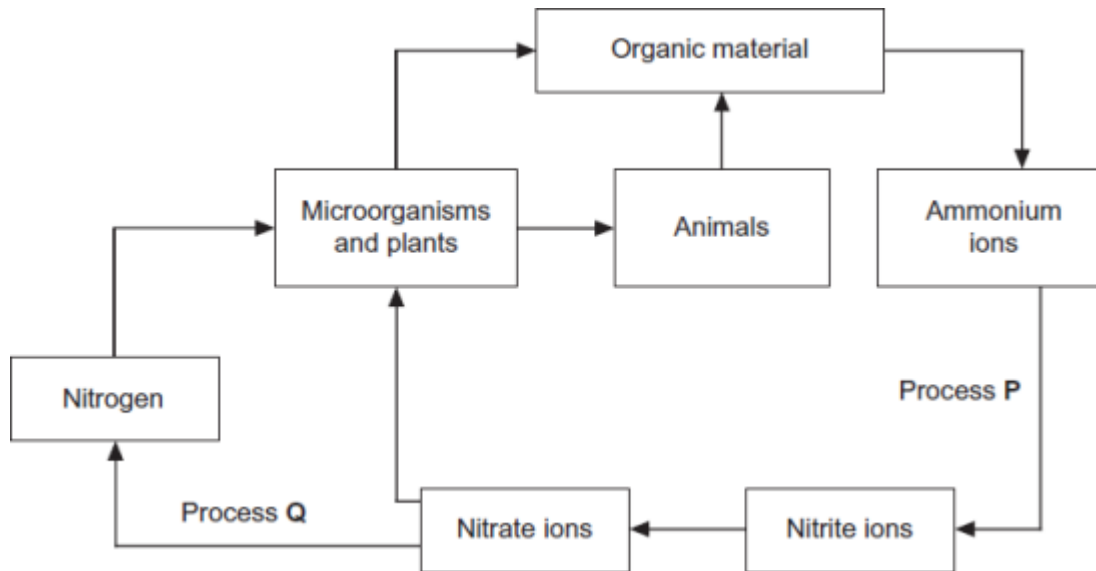 Organic material
Microorganisms
and plants
Animals
Ammonium
ions
Nitrogen
Process P
Process Q
Nitrate ions
Nitrite ions